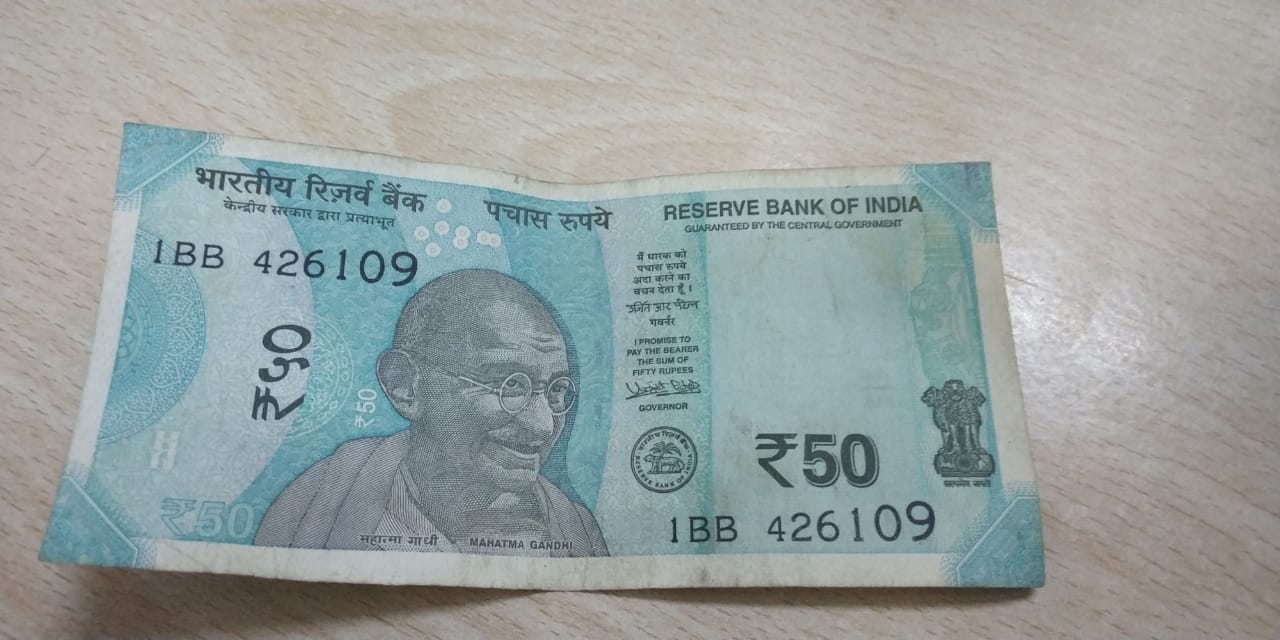 भारतीय रिज़र्व बैंक
केन्द्रीय सरकार द्वारा प्रत्याभूत
पचास रुपये
RESERVE BANK OF INDIA
GUARANTEED BY THE CENTRAL GOVERNMENT
1BB 426109
₹५०
₹50
₹50
मैं धारक को
पचास रुपये
अदा करने का
वचन देता हूँ ।
गवर्नर
I PROMISE TO
PAY THE BEARER
THE SUM OF
FIFTY RUPEES
GOVERNOR
₹50
सत्यमेव जयते
1BB 426109
महात्मा गांधी
MAHATMA GANDHI